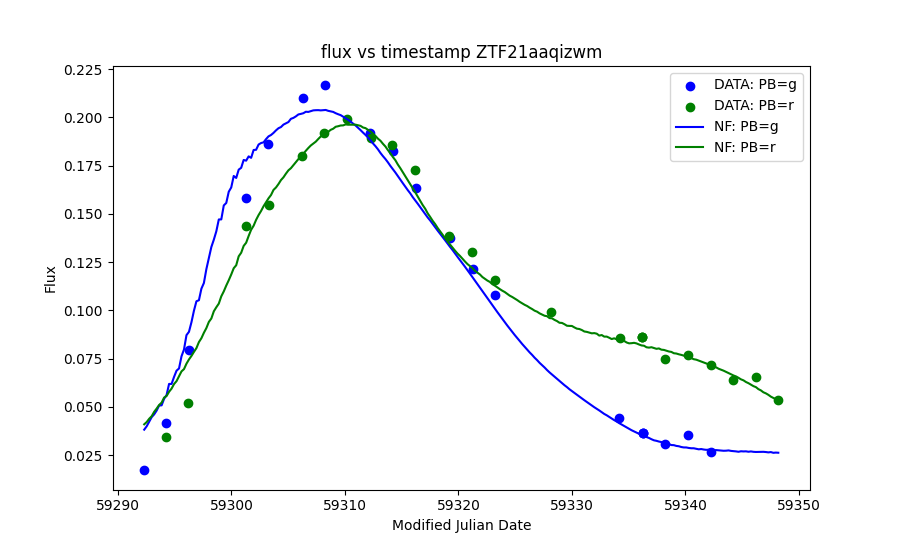 flux vs timestamp ZTF21aaqizwm
0.225
0.200
0.175
0.150
0.125
0.100
0.075
0.050
0.025
Flux
59290
59300
59310
59320
59330
59340
59350
Modified Julian Date
DATA: PB=g
DATA: PB=r
NF: PB=g
NF: PB=r